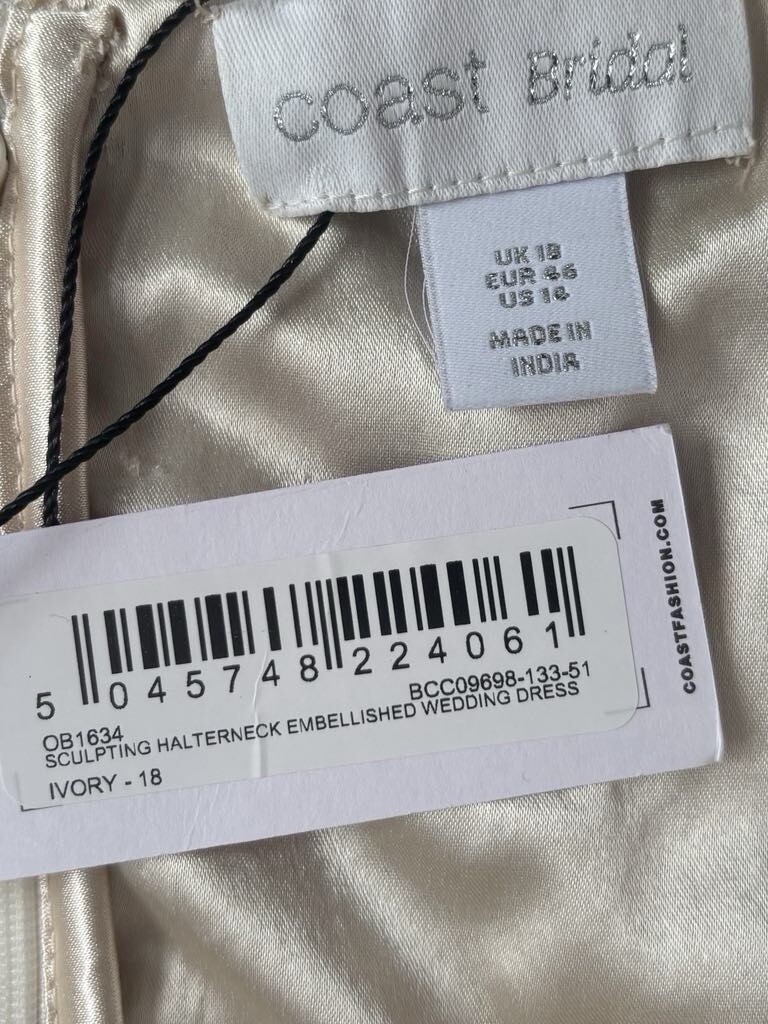 coast Bridal
UK 18
EUR 46
US 14
MADE IN
INDIA
COASTFASHION.COM
5 045748 224061
OB1634 BCC09698-133-51
SCULPTING HALTERNECK EMBELLISHED WEDDING DRESS
IVORY - 18